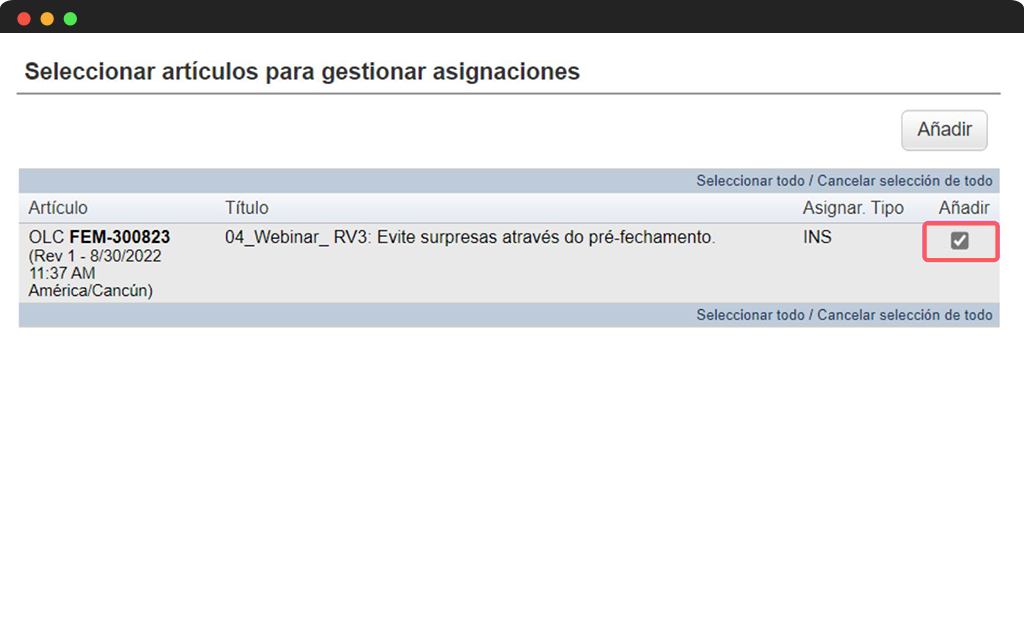 Seleccionar artículos para gestionar asignaciones
Añadir
Seleccionar todo / Cancelar selección de todo
Artículo Título Asignar. Tipo Añadir
OLC FEM-300823 04_Webinar_ RV3: Evite surpresas através do pré-fechamento. INS
(Rev 1 - 8/30/2022
11:37 AM
América/Cancún)
Seleccionar todo / Cancelar selección de todo